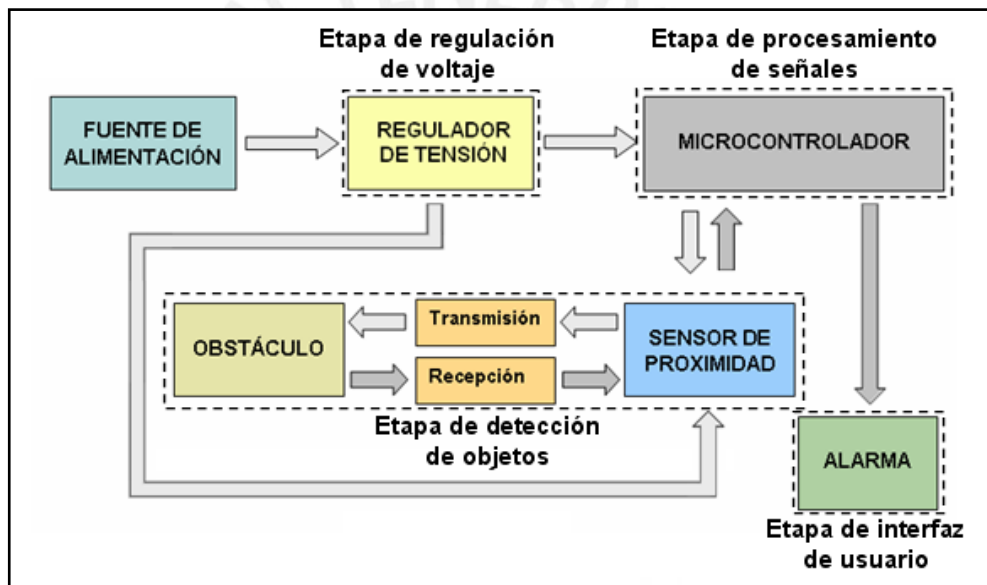 Etapa de regulación
de voltaje
Etapa de procesamiento
de señales
FUENTE DE
ALIMENTACIÓN
REGULADOR
DE TENSIÓN
MICROCONTROLADOR
OBSTÁCULO
Transmisión
Recepción
SENSOR DE
PROXIMIDAD
Etapa de detección
de objetos
ALARMA
Etapa de interfaz
de usuario